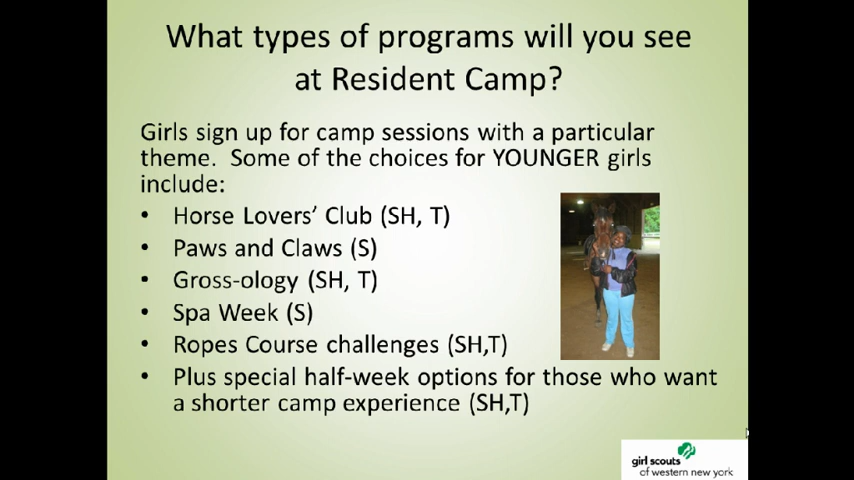 What types of programs will you see
at Resident Camp?
Girls sign up for camp sessions with a particular
theme.  Some of the choices for YOUNGER girls
include:
• Horse Lovers’ Club (SH, T)
• Paws and Claws (S)
• Gross-ology (SH, T)
• Spa Week (S)
• Ropes Course challenges (SH,T)
• Plus special half-week options for those who want
a shorter camp experience (SH,T)
girl scouts
of western new york